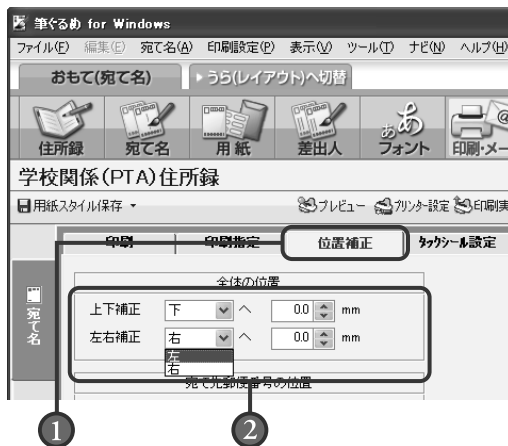 筆ぐるめ for Windows
ファイル(F) 編集(E) 宛て名(A) 印刷設定(P) 表示(V) ツール(T) ナビ(N) ヘルプ(H)
おもて(宛て名) ▸うら(レイアウト)へ切替
住所録 宛て名 用紙 差出人 フォント 印刷・メー
学校関係(PTA)住所録
用紙スタイル保存 プレビュー プリンタ設定 印刷実
印刷 印刷指定 位置補正 タックシール設定
宛て名
全体の位置
上下補正 下 へ 0.0 mm
左右補正 右 へ 0.0 mm
左
右
宛て先郵便番号の位置
1 2